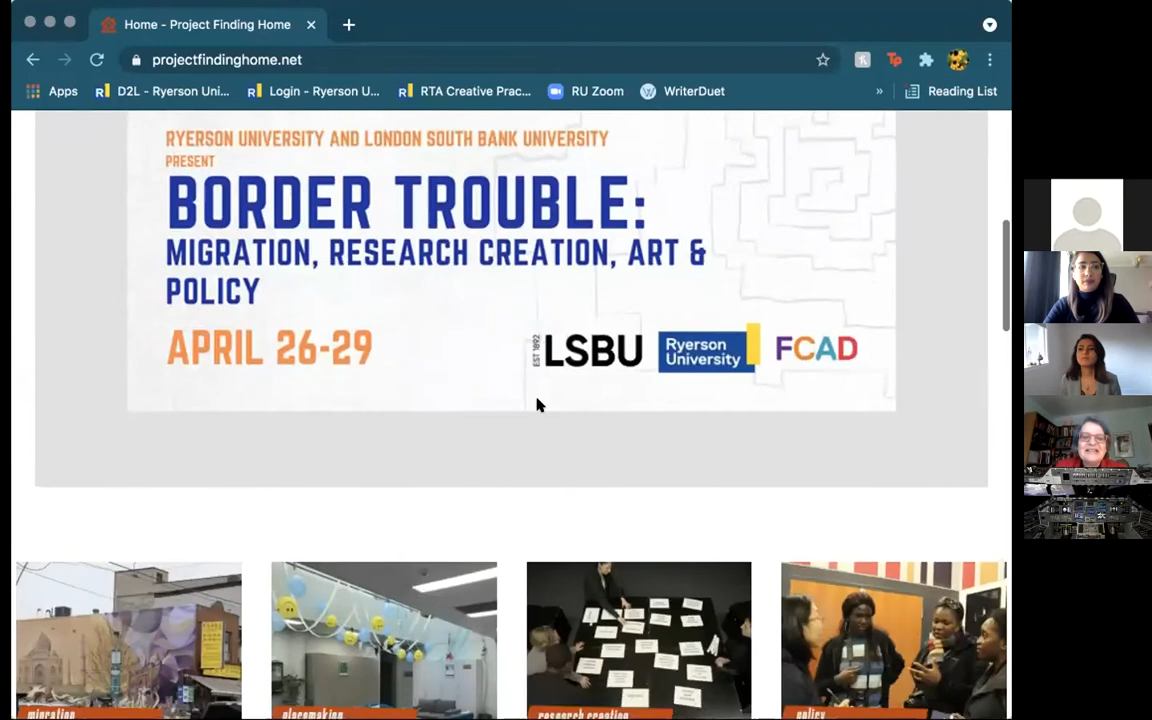 Home - Project Finding Home
projectfindinghome.net
Apps
D2L - Ryerson Uni...
Login - Ryerson U...
RTA Creative Prac...
RU Zoom
WriterDuet
»
Reading List
RYERSON UNIVERSITY AND LONDON SOUTH BANK UNIVERSITY
PRESENT
BORDER TROUBLE:
MIGRATION, RESEARCH CREATION, ART &
POLICY
APRIL 26-29
EST 1892
LSBU
Ryerson
University
FCAD
migration
placemaking
research creation
policy